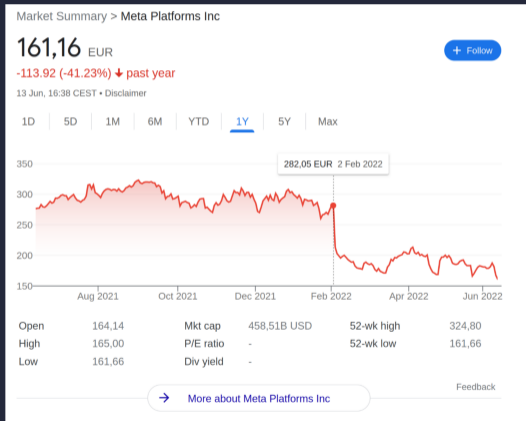 Market Summary > Meta Platforms Inc
161,16 EUR
+ Follow
-113.92 (-41.23%) ↓ past year
13 Jun, 16:38 CEST • Disclaimer
1D 5D 1M 6M YTD 1Y 5Y Max
282,05 EUR 2 Feb 2022
350
300
250
200
150
Aug 2021 Oct 2021 Dec 2021 Feb 2022 Apr 2022 Jun 2022
Open 164,14 Mkt cap 458,51B USD 52-wk high 324,80
High 165,00 P/E ratio - 52-wk low 161,66
Low 161,66 Div yield -
Feedback
→ More about Meta Platforms Inc